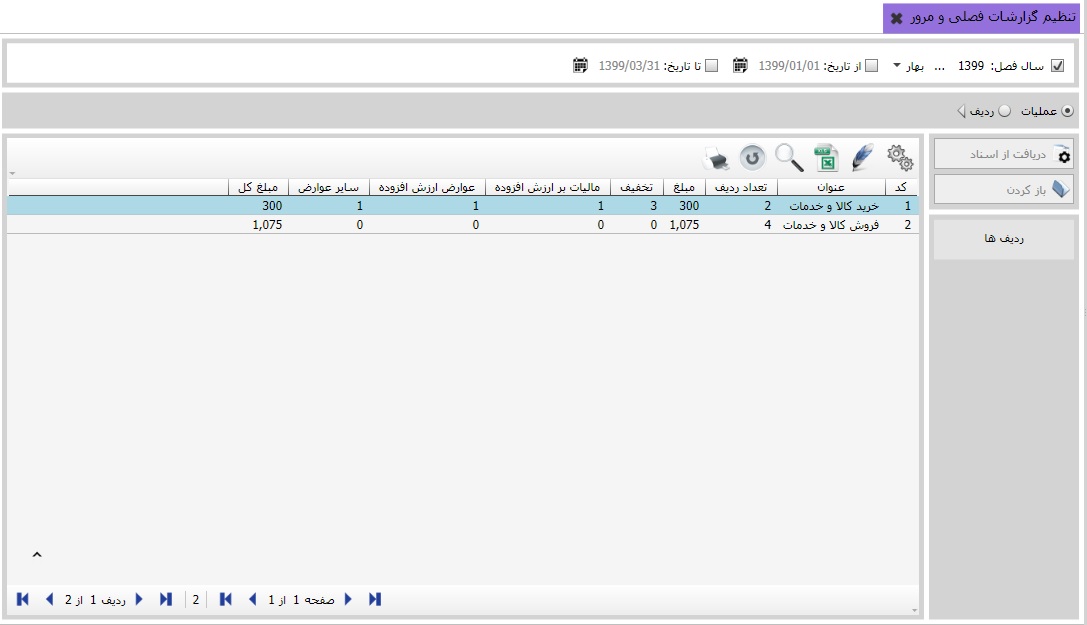 تنظیم گزارشات فصلی و مرور
سال فصل: 1399 ... بهار از تاریخ: 1399/01/01 تا تاریخ: 1399/03/31
عملیات ردیف
دریافت از اسناد
باز کردن
ردیف ها
کد عنوان تعداد ردیف مبلغ تخفیف مالیات بر ارزش افزوده عوارض ارزش افزوده سایر عوارض مبلغ کل
1 خرید کالا و خدمات 2 300 3 1 1 1 300
2 فروش کالا و خدمات 4 1,075 0 0 0 0 1,075
صفحه 1 از 1 2 ردیف 1 از 2